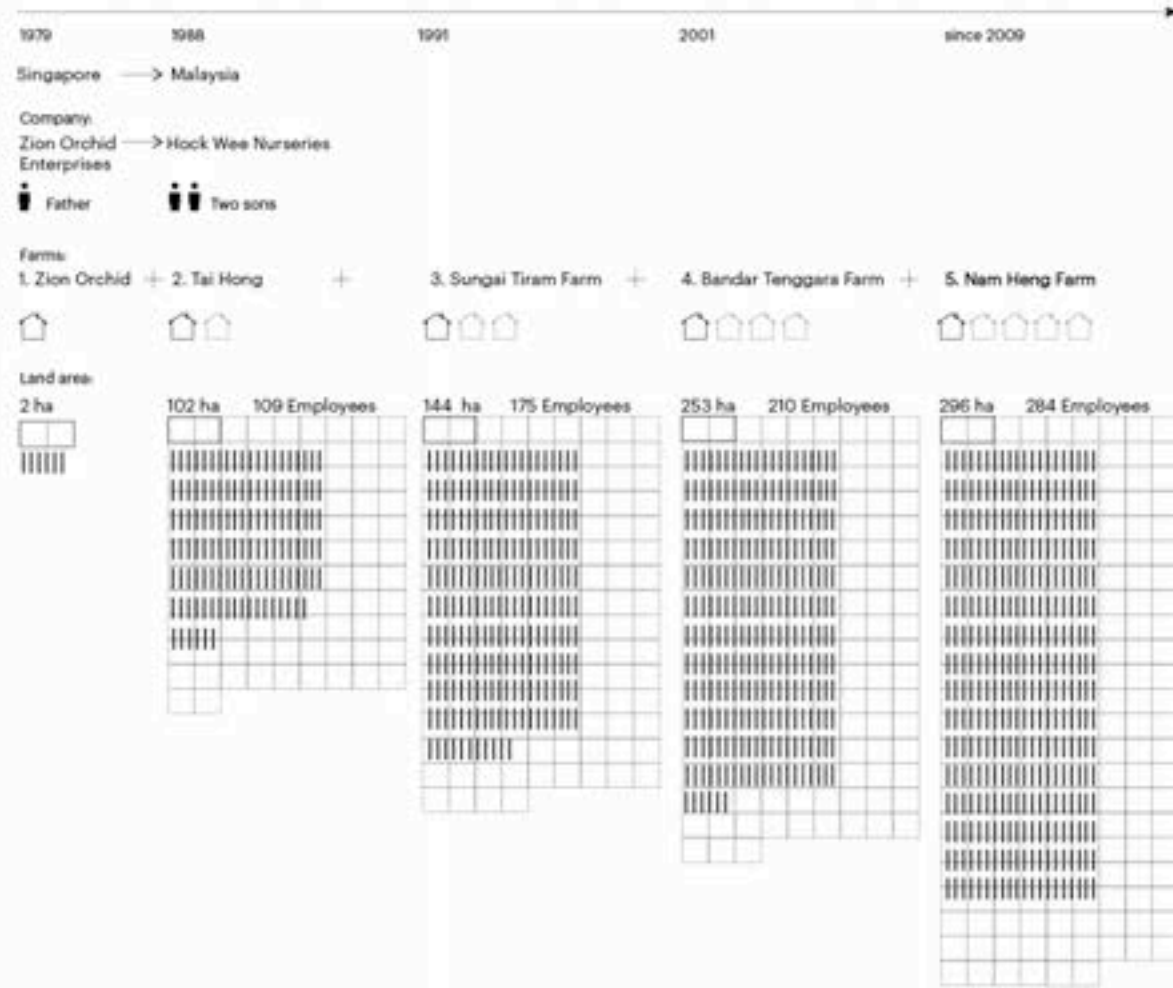 1979 1988 1991 2001 since 2009
Singapore Malaysia
Company:
Zion Orchid Hock Wee Nurseries
Enterprises
Father Two sons
Farms:
1. Zion Orchid + 2. Tai Hong + 3. Sungai Tiram Farm + 4. Bandar Tenggara Farm + 5. Nam Heng Farm
Land area:
2 ha 102 ha 109 Employees 144 ha 175 Employees 253 ha 210 Employees 296 ha 284 Employees